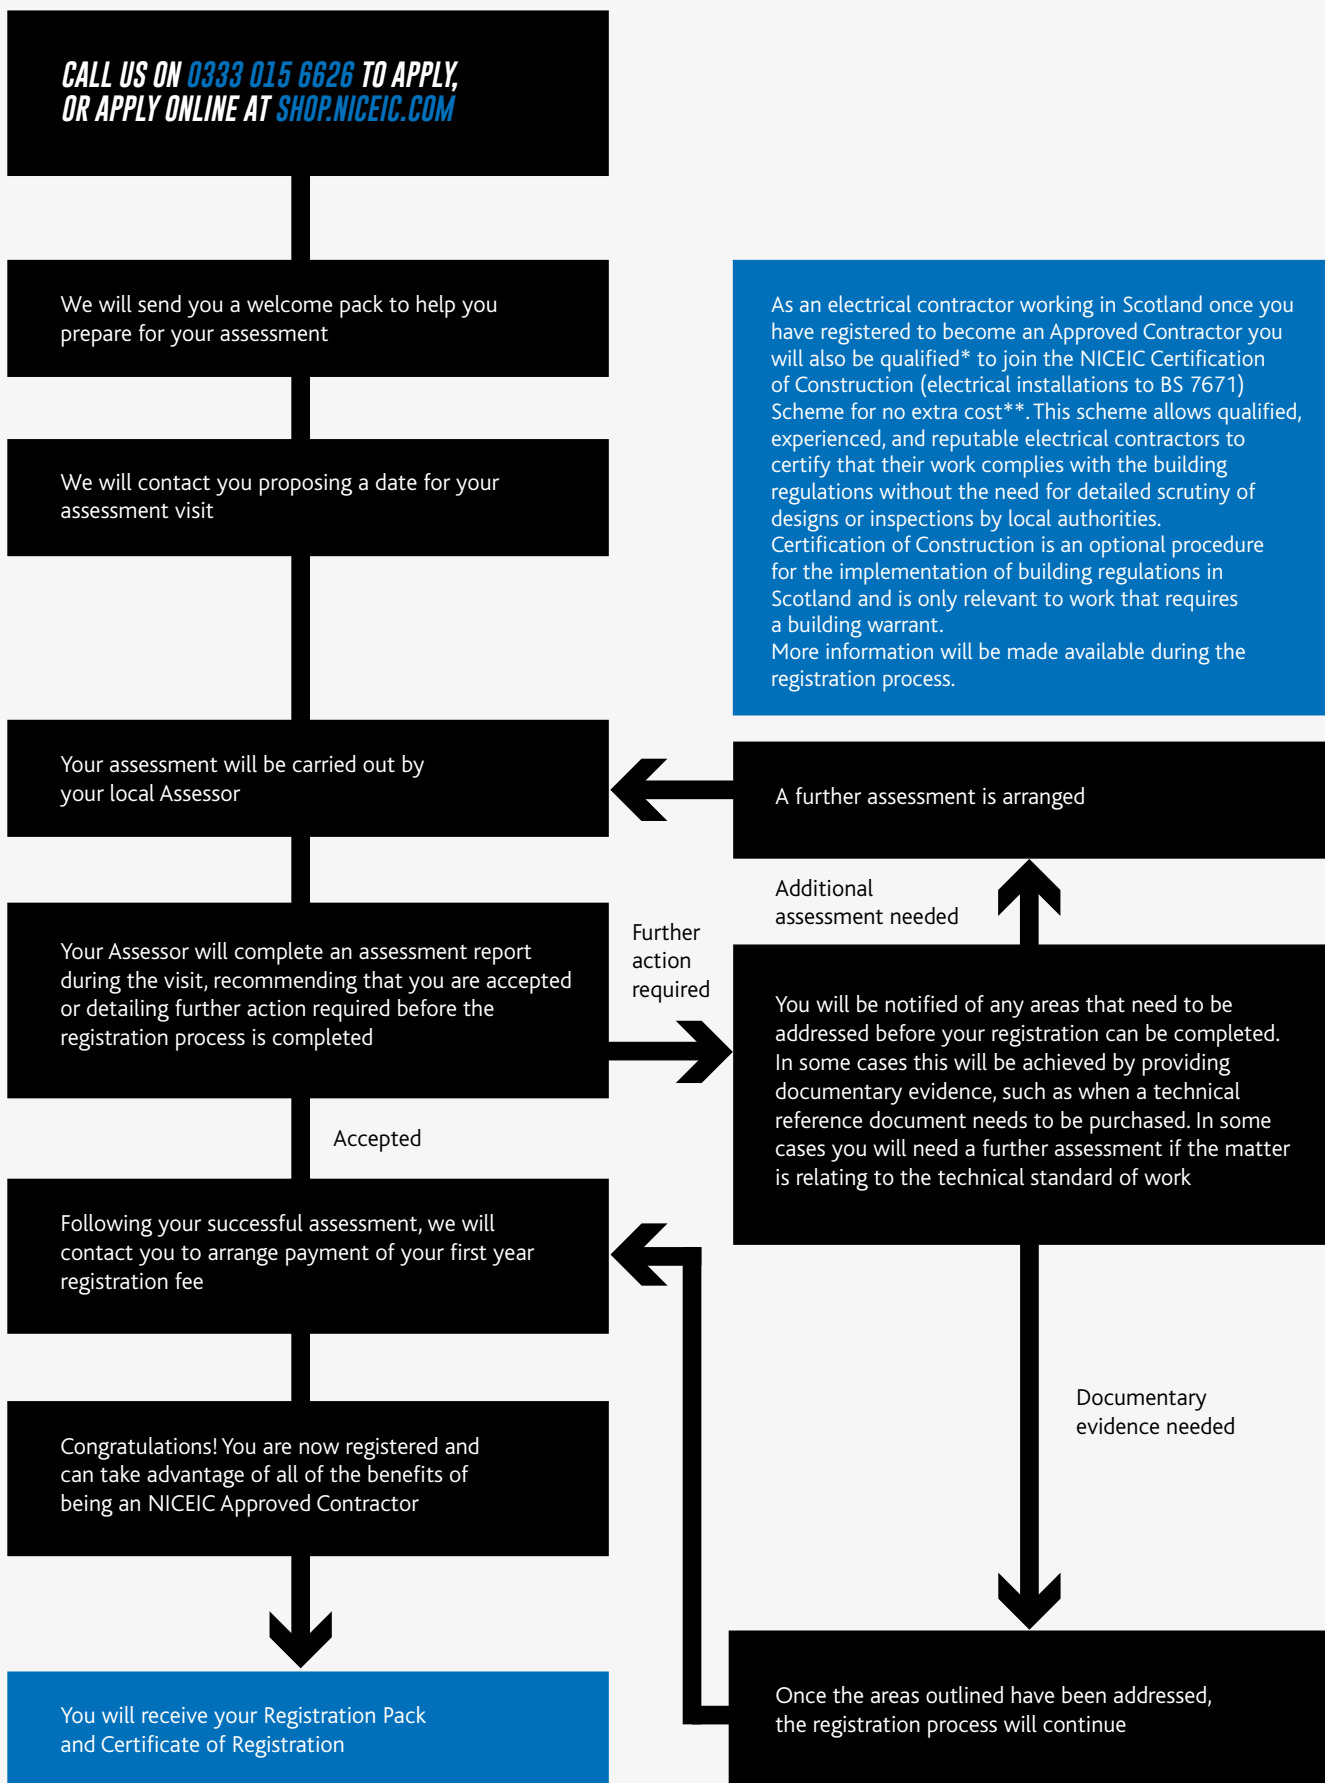 CALL US ON 0333 015 6626 TO APPLY,
OR APPLY ONLINE AT SHOP.NICEIC.COM
We will send you a welcome pack to help you
prepare for your assessment
We will contact you proposing a date for your
assessment visit
As an electrical contractor working in Scotland once you
have registered to become an Approved Contractor you
will also be qualified* to join the NICEIC Certification
of Construction (electrical installations to BS 7671)
Scheme for no extra cost**. This scheme allows qualified,
experienced, and reputable electrical contractors to
certify that their work complies with the building
regulations without the need for detailed scrutiny of
designs or inspections by local authorities.
Certification of Construction is an optional procedure
for the implementation of building regulations in
Scotland and is only relevant to work that requires
a building warrant.
More information will be made available during the
registration process.
Your assessment will be carried out by
your local Assessor
A further assessment is arranged
Additional
assessment needed
Your Assessor will complete an assessment report
during the visit, recommending that you are accepted
or detailing further action required before the
registration process is completed
Further
action
required
You will be notified of any areas that need to be
addressed before your registration can be completed.
In some cases this will be achieved by providing
documentary evidence, such as when a technical
reference document needs to be purchased. In some
cases you will need a further assessment if the matter
is relating to the technical standard of work
Accepted
Following your successful assessment, we will
contact you to arrange payment of your first year
registration fee
Documentary
evidence needed
Congratulations! You are now registered and
can take advantage of all of the benefits of
being an NICEIC Approved Contractor
Once the areas outlined have been addressed,
the registration process will continue
You will receive your Registration Pack
and Certificate of Registration